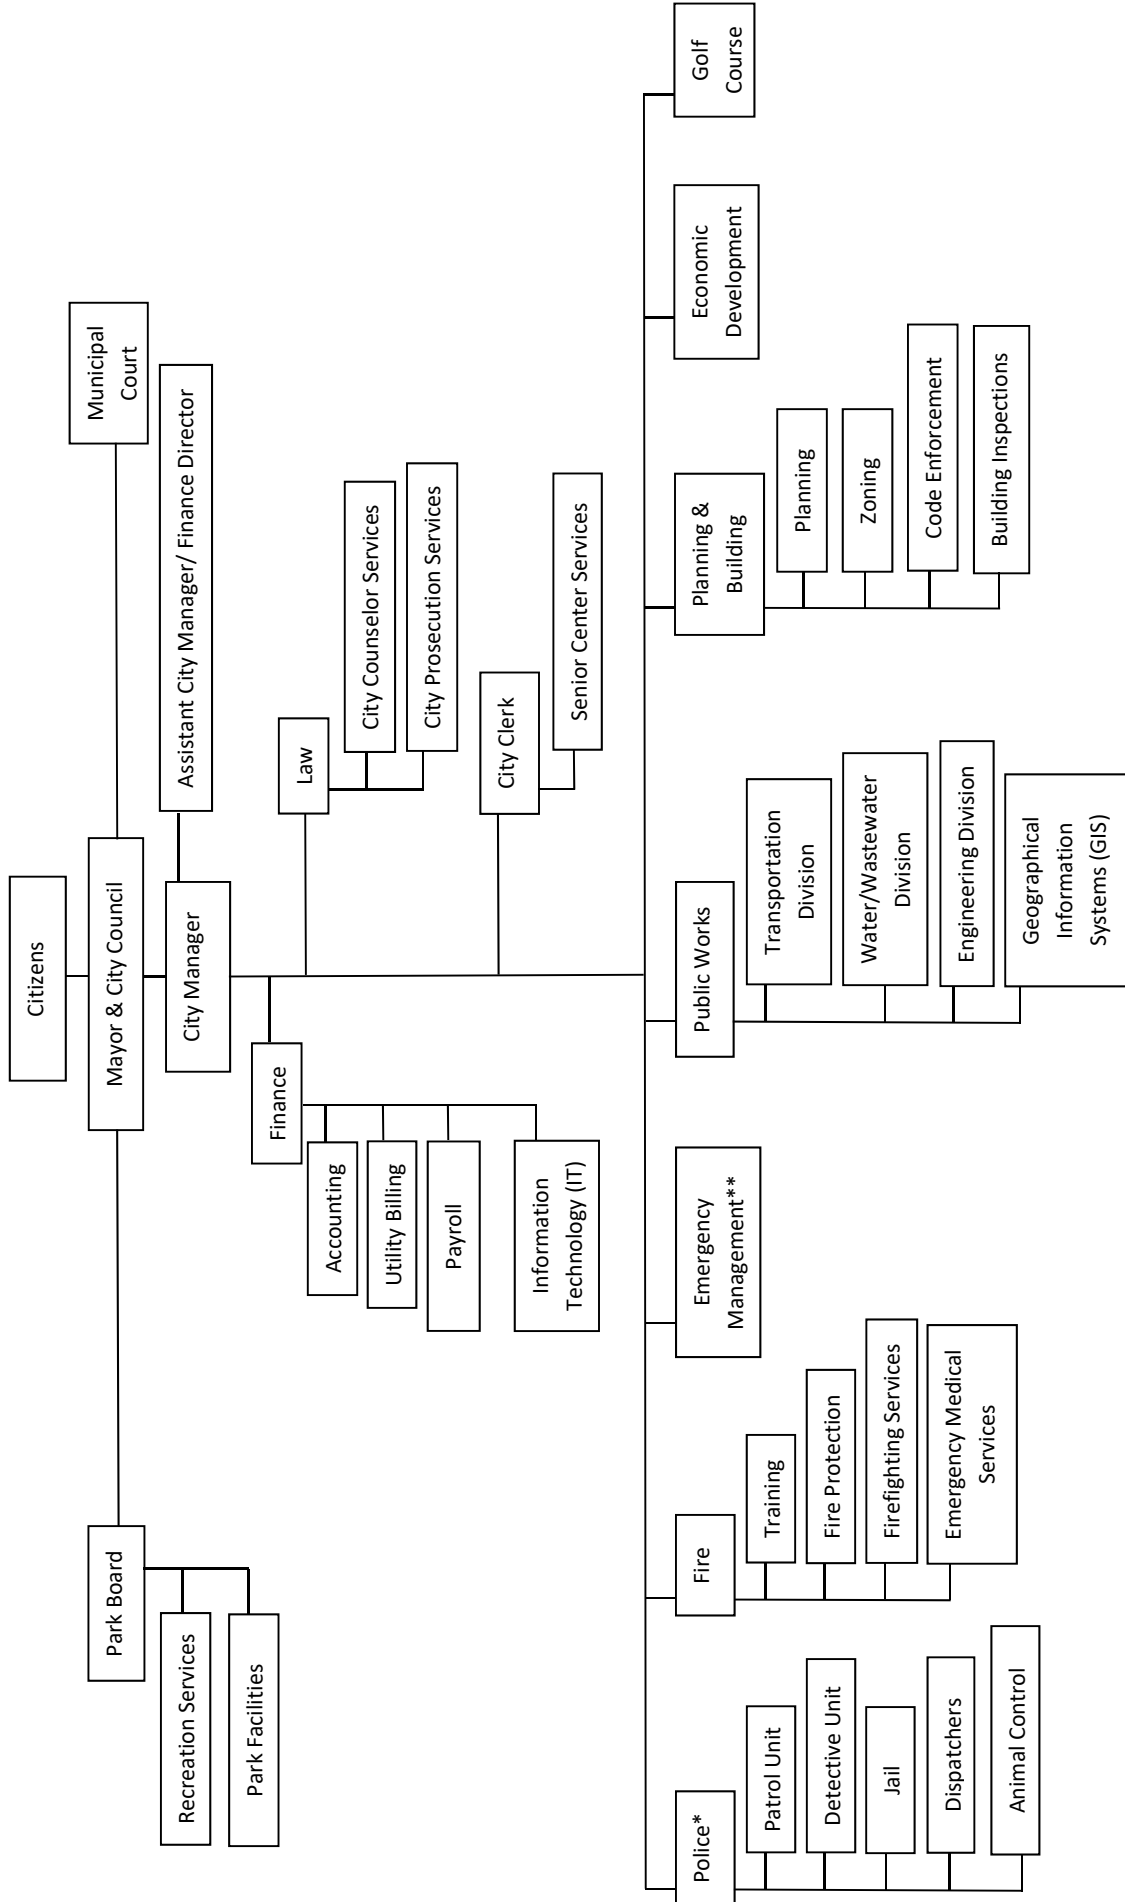 Citizens
Park Board
Mayor & City Council
Municipal
Court
Recreation Services
Park Facilities
City Manager
Assistant City Manager/ Finance Director
Finance
Accounting
Utility Billing
Payroll
Information
Technology (IT)
Law
City Counselor Services
City Prosecution Services
City Clerk
Senior Center Services
Police*
Patrol Unit
Detective Unit
Jail
Dispatchers
Animal Control
Fire
Training
Fire Protection
Firefighting Services
Emergency Medical
Services
Emergency
Management**
Public Works
Transportation
Division
Water/Wastewater
Division
Engineering Division
Geographical
Information
Systems (GIS)
Planning &
Building
Planning
Zoning
Code Enforcement
Building Inspections
Economic
Development
Golf
Course